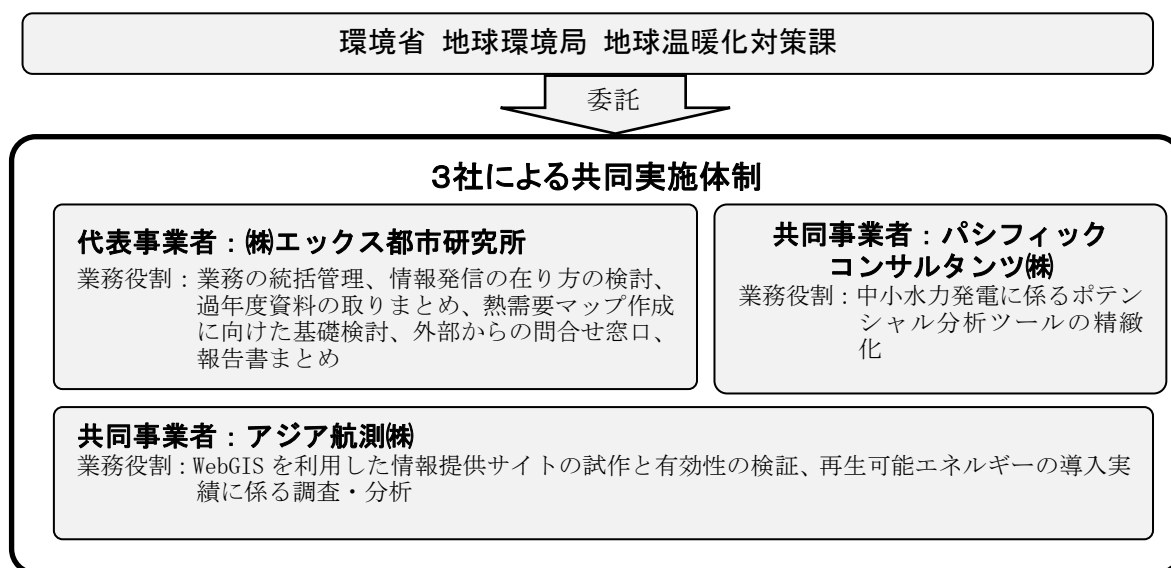 環境省 地球環境局 地球温暖化対策課
委託
3社による共同実施体制
代表事業者：㈱エックス都市研究所
業務役割：業務の統括管理、情報発信の在り方の検討、
過年度資料の取りまとめ、熱需要マップ作成
に向けた基礎検討、外部からの問合せ窓口、
報告書まとめ
共同事業者：パシフィック
コンサルタンツ㈱
業務役割：中小水力発電に係るポテン
シャル分析ツールの精緻
化
共同事業者：アジア航測㈱
業務役割：WebGIS を利用した情報提供サイトの試作と有効性の検証、再生可能エネルギーの導入実
績に係る調査・分析